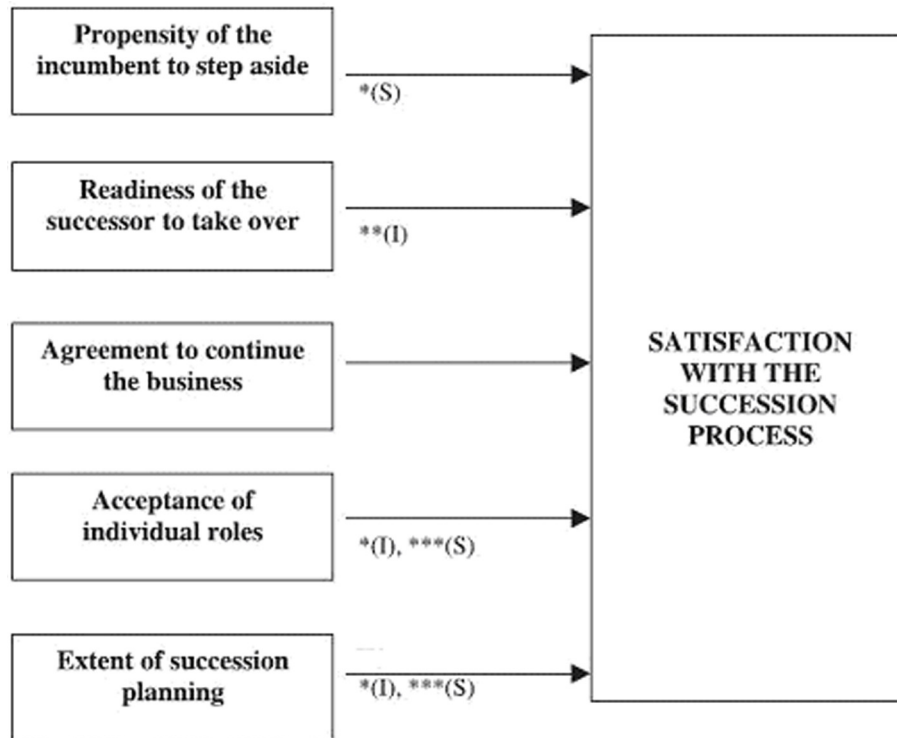 Propensity of the
incumbent to step aside
*(S)
Readiness of the
successor to take over
**(I)
Agreement to continue
the business
Acceptance of
individual roles
*(I), ***(S)
Extent of succession
planning
*(I), ***(S)
SATISFACTION
WITH THE
SUCCESSION
PROCESS